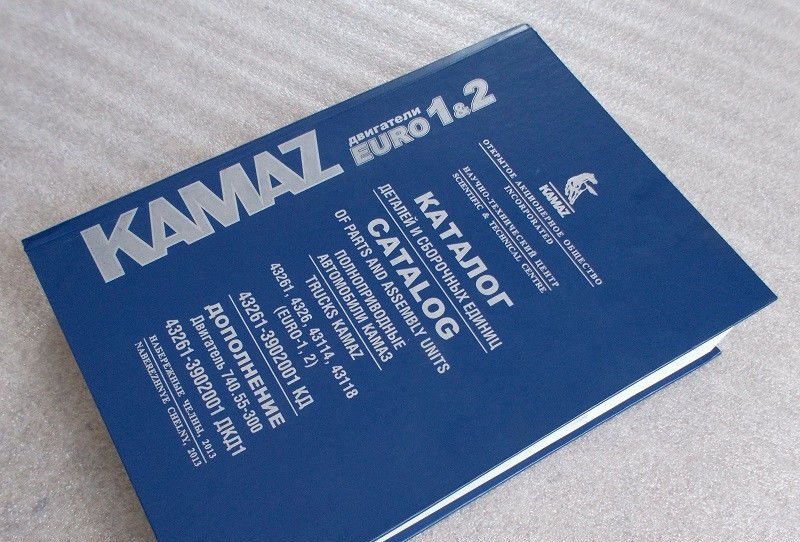 KAMAZ
двигатели
EURO 1&2
KAMAZ
ОТКРЫТОЕ АКЦИОНЕРНОЕ ОБЩЕСТВО
INCORPORATED
НАУЧНО-ТЕХНИЧЕСКИЙ ЦЕНТР
SCIENTIFIC & TECHNICAL CENTRE
КАТАЛОГ
ДЕТАЛЕЙ И СБОРОЧНЫХ ЕДИНИЦ
CATALOG
OF PARTS AND ASSEMBLY UNITS
ПОЛНОПРИВОДНЫЕ
АВТОМОБИЛИ КАМАЗ
TRUCKS KAMAZ
43261, 4326, 43114, 43118
(EURO-1, 2)
43261-3902001 КД
ДОПОЛНЕНИЕ
Двигатель 740,55-300
43261-3902001 ДКД1
НАБЕРЕЖНЫЕ ЧЕЛНЫ, 2013
NABEREZHNYE CHELNY, 2013